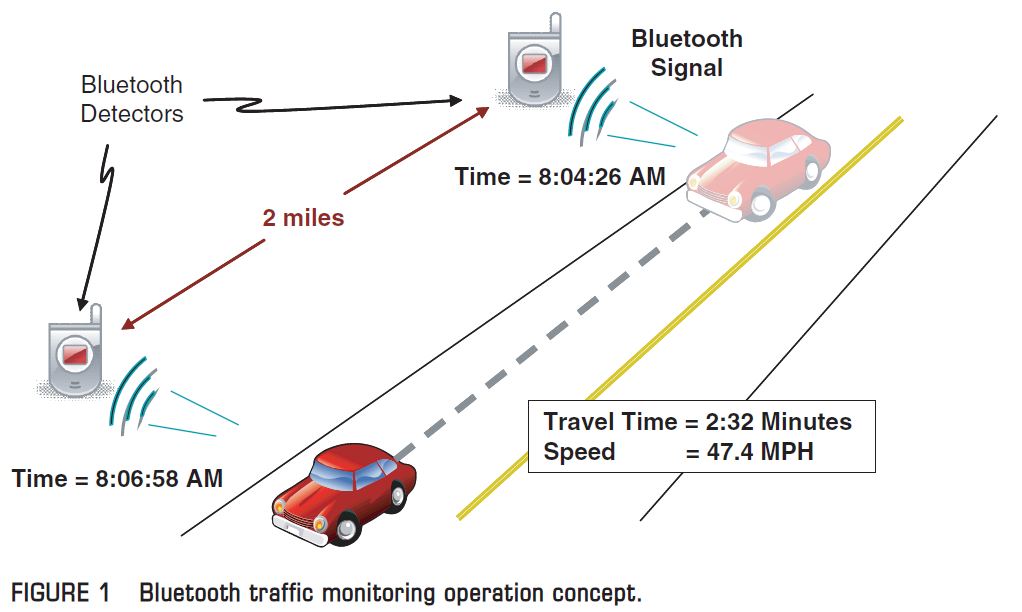 Bluetooth
Signal
Bluetooth
Detectors
Time = 8:04:26 AM
2 miles
Travel Time = 2:32 Minutes
Speed = 47.4 MPH
Time = 8:06:58 AM
FIGURE 1 Bluetooth traffic monitoring operation concept.